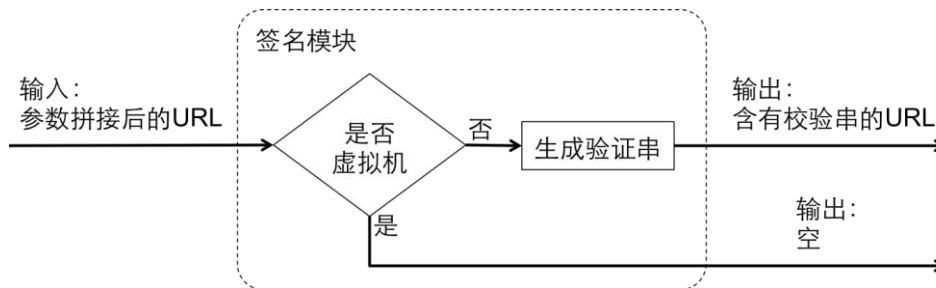 签名模块
输入：
参数拼接后的URL
是否
虚拟机
否
生成验证串
输出：
含有校验串的URL
是
输出：
空